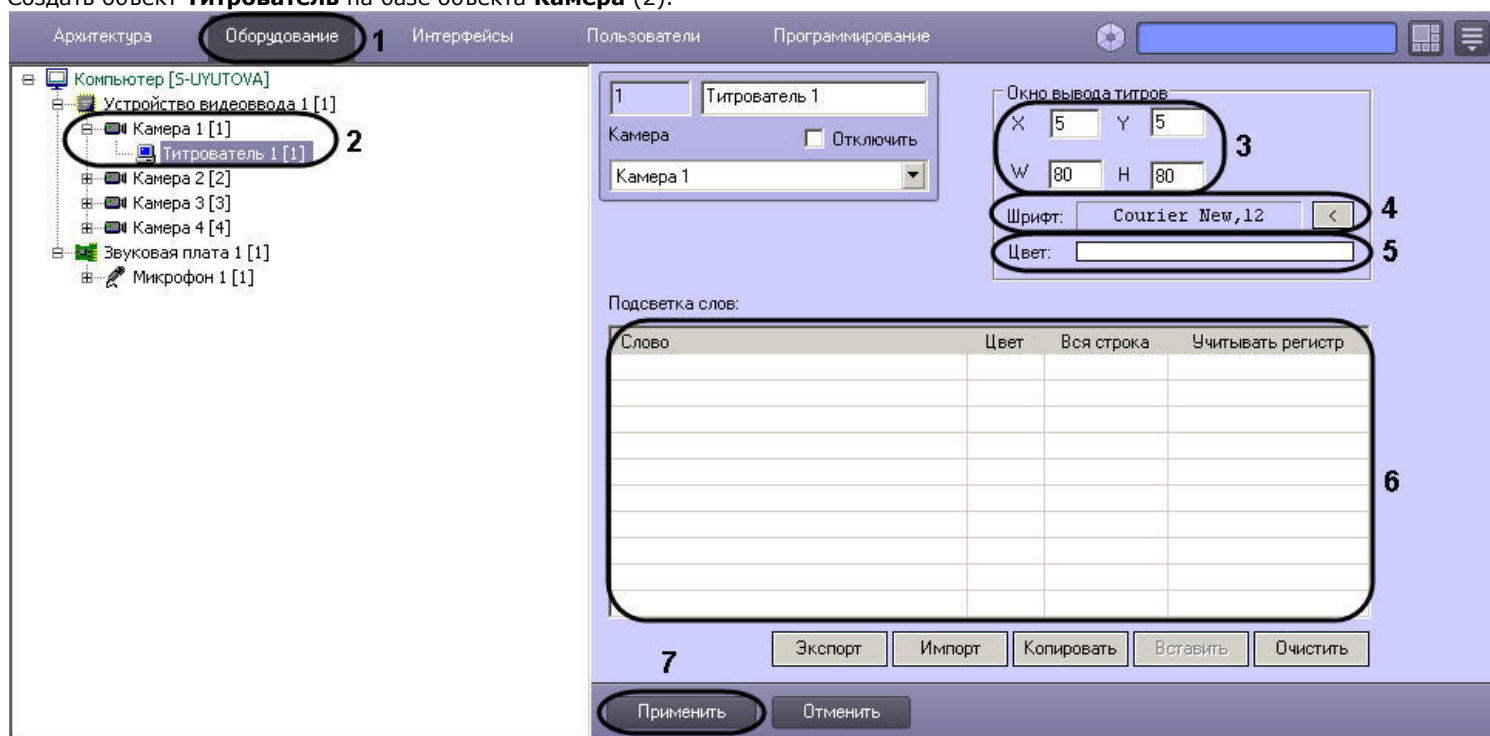 Создать объект Титрователь на базе объекта Камера (2).
Архитектура Оборудование 1 Интерфейсы Пользователи Программирование
Компьютер [S-UYUTOVA]
Устройство видеоввода 1 [1]
Камера 1 [1]
Титрователь 1 [1]
2
Камера 2 [2]
Камера 3 [3]
Камера 4 [4]
Звуковая плата 1 [1]
Микрофон 1 [1]
1 Титрователь 1
Камера Отключить
Камера 1
Окно вывода титров
X 5 Y 5
3
W 80 H 80
Шрифт: Courier New,12 < 4
Цвет: 5
Подсветка слов:
Слово Цвет Вся строка Учитывать регистр
6
Экспорт Импорт Копировать Вставить Очистить
7
Применить Отменить